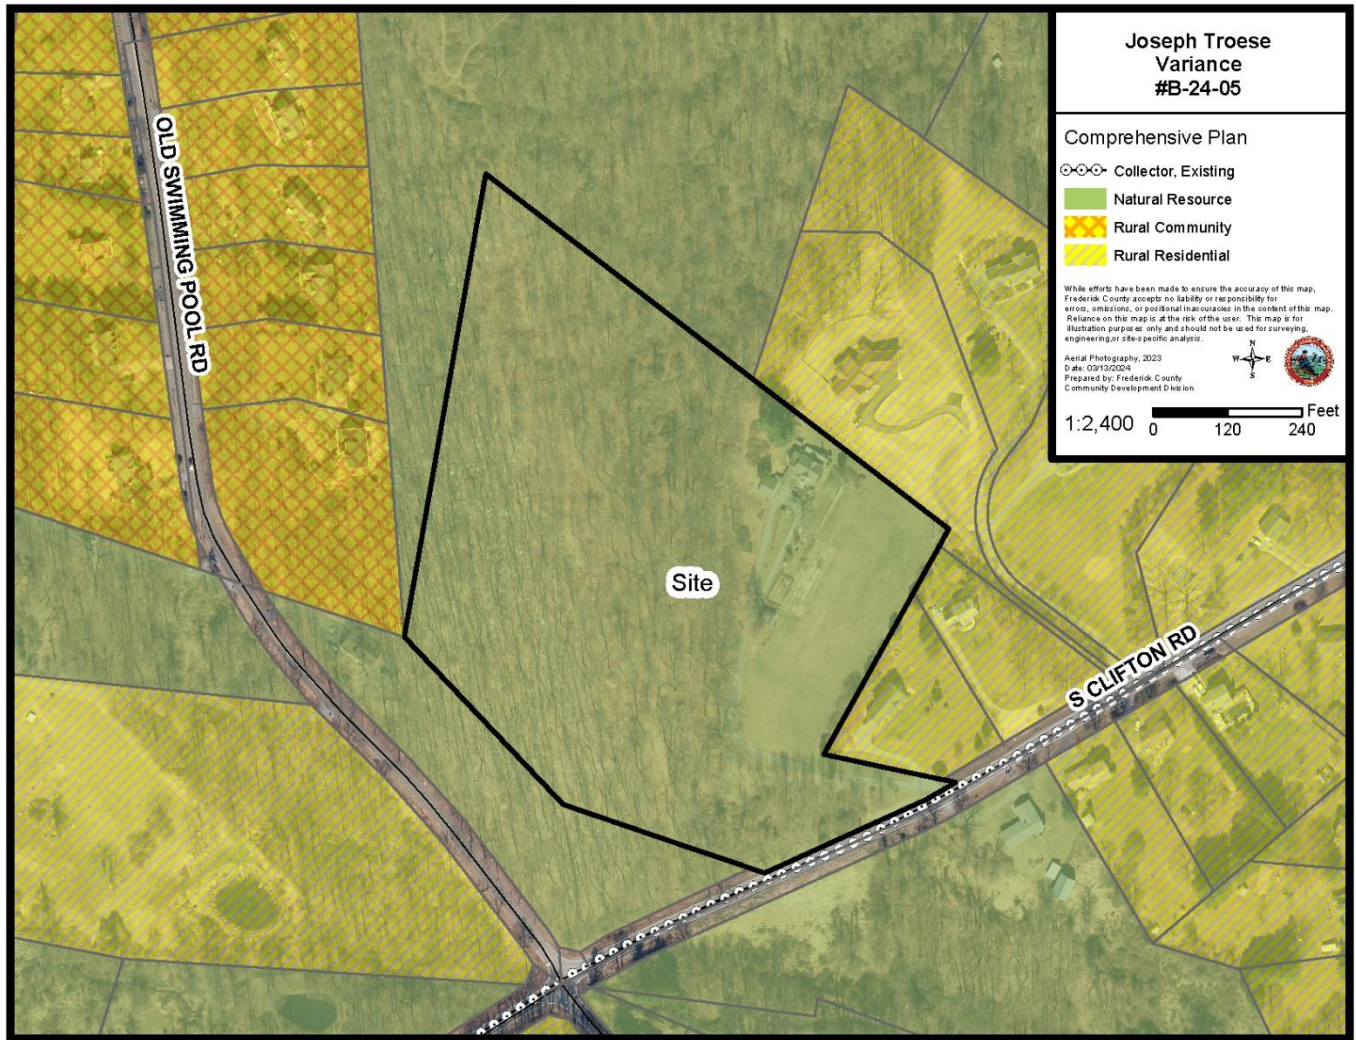 Joseph Troese
Variance
#B-24-05
Comprehensive Plan
Collector, Existing
Natural Resource
Rural Community
Rural Residential
While efforts have been made to ensure the accuracy of this map,
Frederick County accepts no liability or responsibility for
errors, omissions, or positional inaccuracies in the content of this map.
Reliance on this map is at the risk of the user. This map is for
illustration purposes only and should not be used for surveying,
engineering,or site-specific analysis.
Aerial Photography, 2023
Date: 03/13/2024
Prepared by: Frederick County
Community Development Division
N
W E
S
1:2,400
Feet
0 120 240
OLD SWIMMING POOL RD
Site
S CLIFTON RD